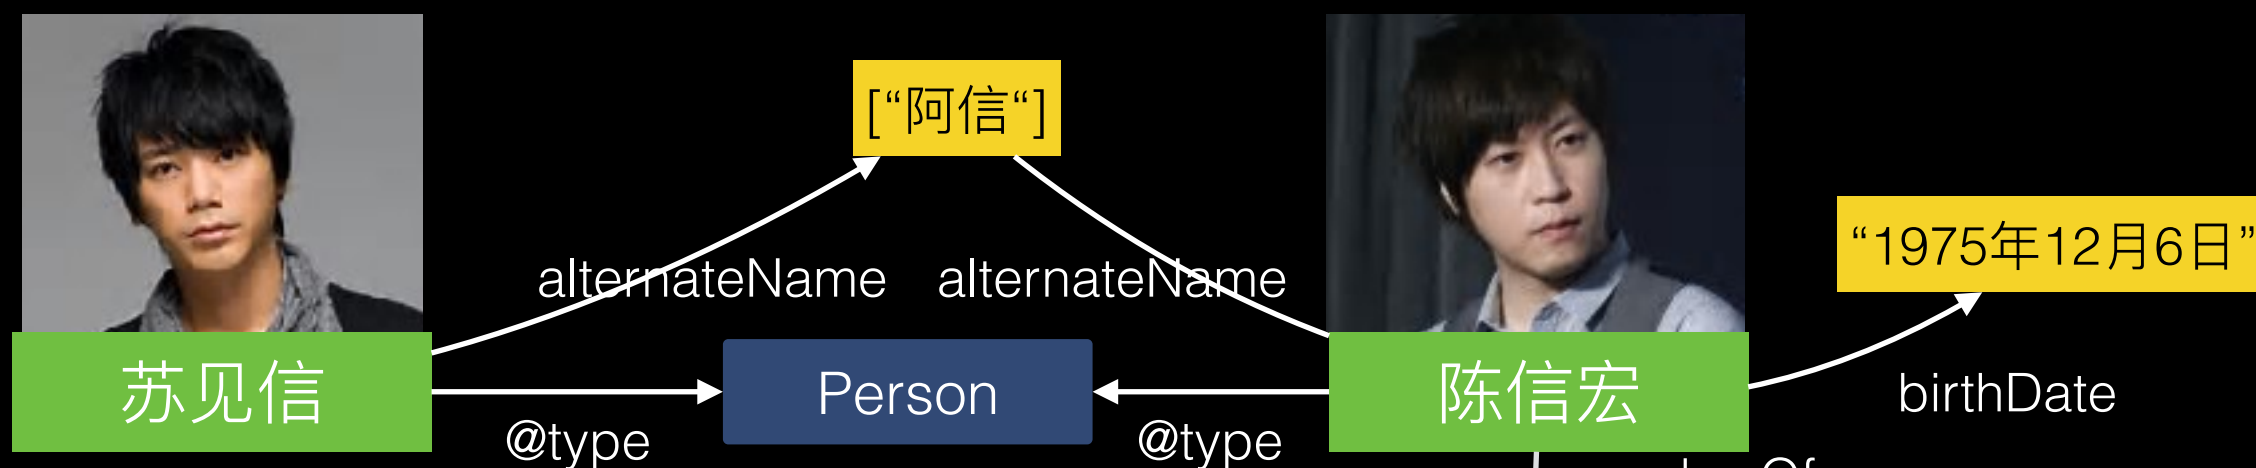 [“阿信“]
“1975年12月6日”
alternateName
alternateName
苏见信
Person
陈信宏
birthDate
@type
@type